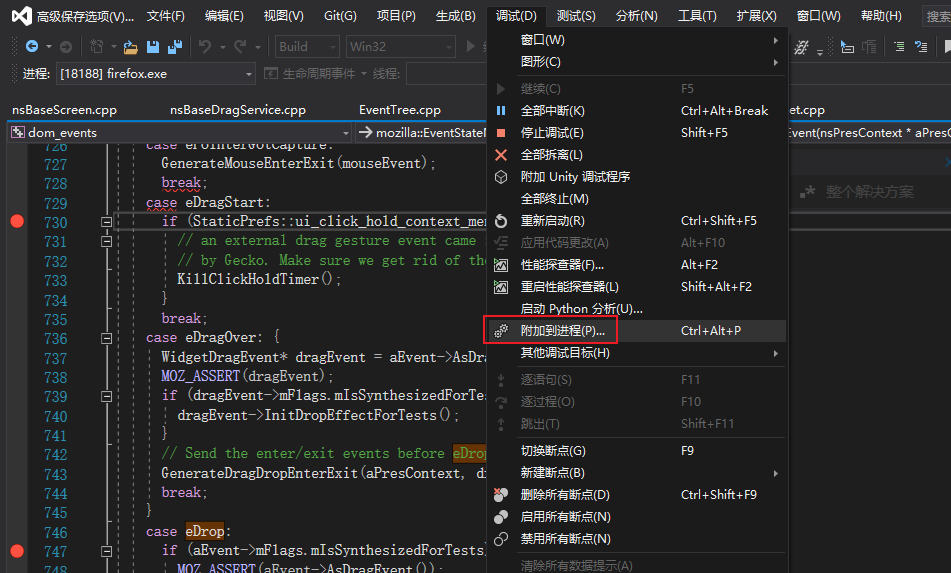 高级保存选项(V)... 文件(F) 编辑(E) 视图(V) Git(G) 项目(P) 生成(B) 调试(D) 测试(S) 分析(N) 工具(T) 扩展(X) 窗口(W) 帮助(H) 搜索
Build Win32
进程: [18188] firefox.exe 生命周期事件 线程:
nsBaseScreen.cpp nsBaseDragService.cpp EventTree.cpp et.cpp
dom_events mozilla::EventStateM Event(nsPresContext * aPresC
整个解决方案
726 case ePointerGotCapture:
727 GenerateMouseEnterExit(mouseEvent);
728 break;
729 case eDragStart:
730 if (StaticPrefs::ui_click_hold_context_men
731 // an external drag gesture event came
732 // by Gecko. Make sure we get rid of the
733 KillClickHoldTimer();
734 }
735 break;
736 case eDragOver: {
737 WidgetDragEvent* dragEvent = aEvent->AsDra
738 MOZ_ASSERT(dragEvent);
739 if (dragEvent->mFlags.mIsSynthesizedForTes
740 dragEvent->InitDropEffectForTests();
741 }
742 // Send the enter/exit events before eDrop
743 GenerateDragDropEnterExit(aPresContext, d
744 break;
745 }
746 case eDrop:
747 if (aEvent->mFlags.mIsSynthesizedForTests)
748 MOZ_ASSERT(aEvent->AsDragEvent());
窗口(W)
图形(C)
继续(C) F5
全部中断(K) Ctrl+Alt+Break
停止调试(E) Shift+F5
全部拆离(L)
附加 Unity 调试程序
全部终止(M)
重新启动(R) Ctrl+Shift+F5
应用代码更改(A) Alt+F10
性能探查器(F)... Alt+F2
重启性能探查器(L) Shift+Alt+F2
启动 Python 分析(U)...
附加到进程(P)... Ctrl+Alt+P
其他调试目标(H)
逐语句(S) F11
逐过程(O) F10
跳出(T) Shift+F11
切换断点(G) F9
新建断点(B)
删除所有断点(D) Ctrl+Shift+F9
启用所有断点(N)
禁用所有断点(N)
清除所有数据提示(A)